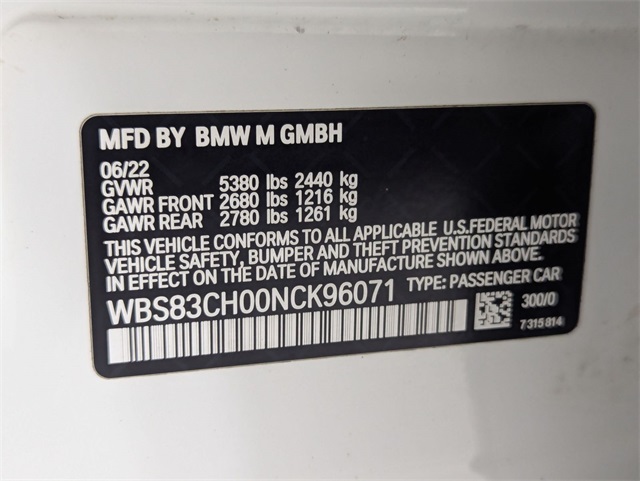 MFD BY BMW M GMBH
06/22
GVWR 5380 lbs 2440 kg
GAWR FRONT 2680 lbs 1216 kg
GAWR REAR 2780 lbs 1261 kg
THIS VEHICLE CONFORMS TO ALL APPLICABLE U.S.FEDERAL MOTOR
VEHICLE SAFETY, BUMPER AND THEFT PREVENTION STANDARDS
IN EFFECT ON THE DATE OF MANUFACTURE SHOWN ABOVE.
WBS83CH00NCK96071 TYPE: PASSENGER CAR
300/0
7 315 814